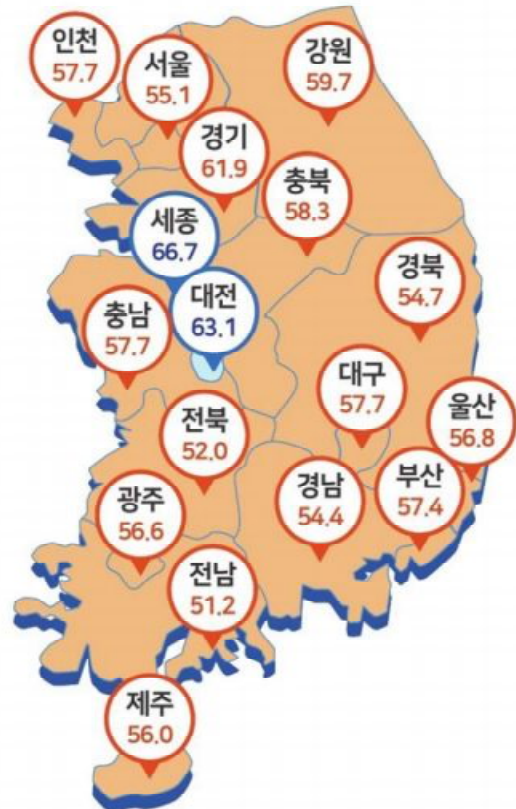 인천
57.7
서울
55.1
강원
59.7
경기
61.9
충북
58.3
세종
66.7
대전
63.1
경북
54.7
충남
57.7
대구
57.7
울산
56.8
전북
52.0
경남
54.4
부산
57.4
광주
56.6
전남
51.2
제주
56.0